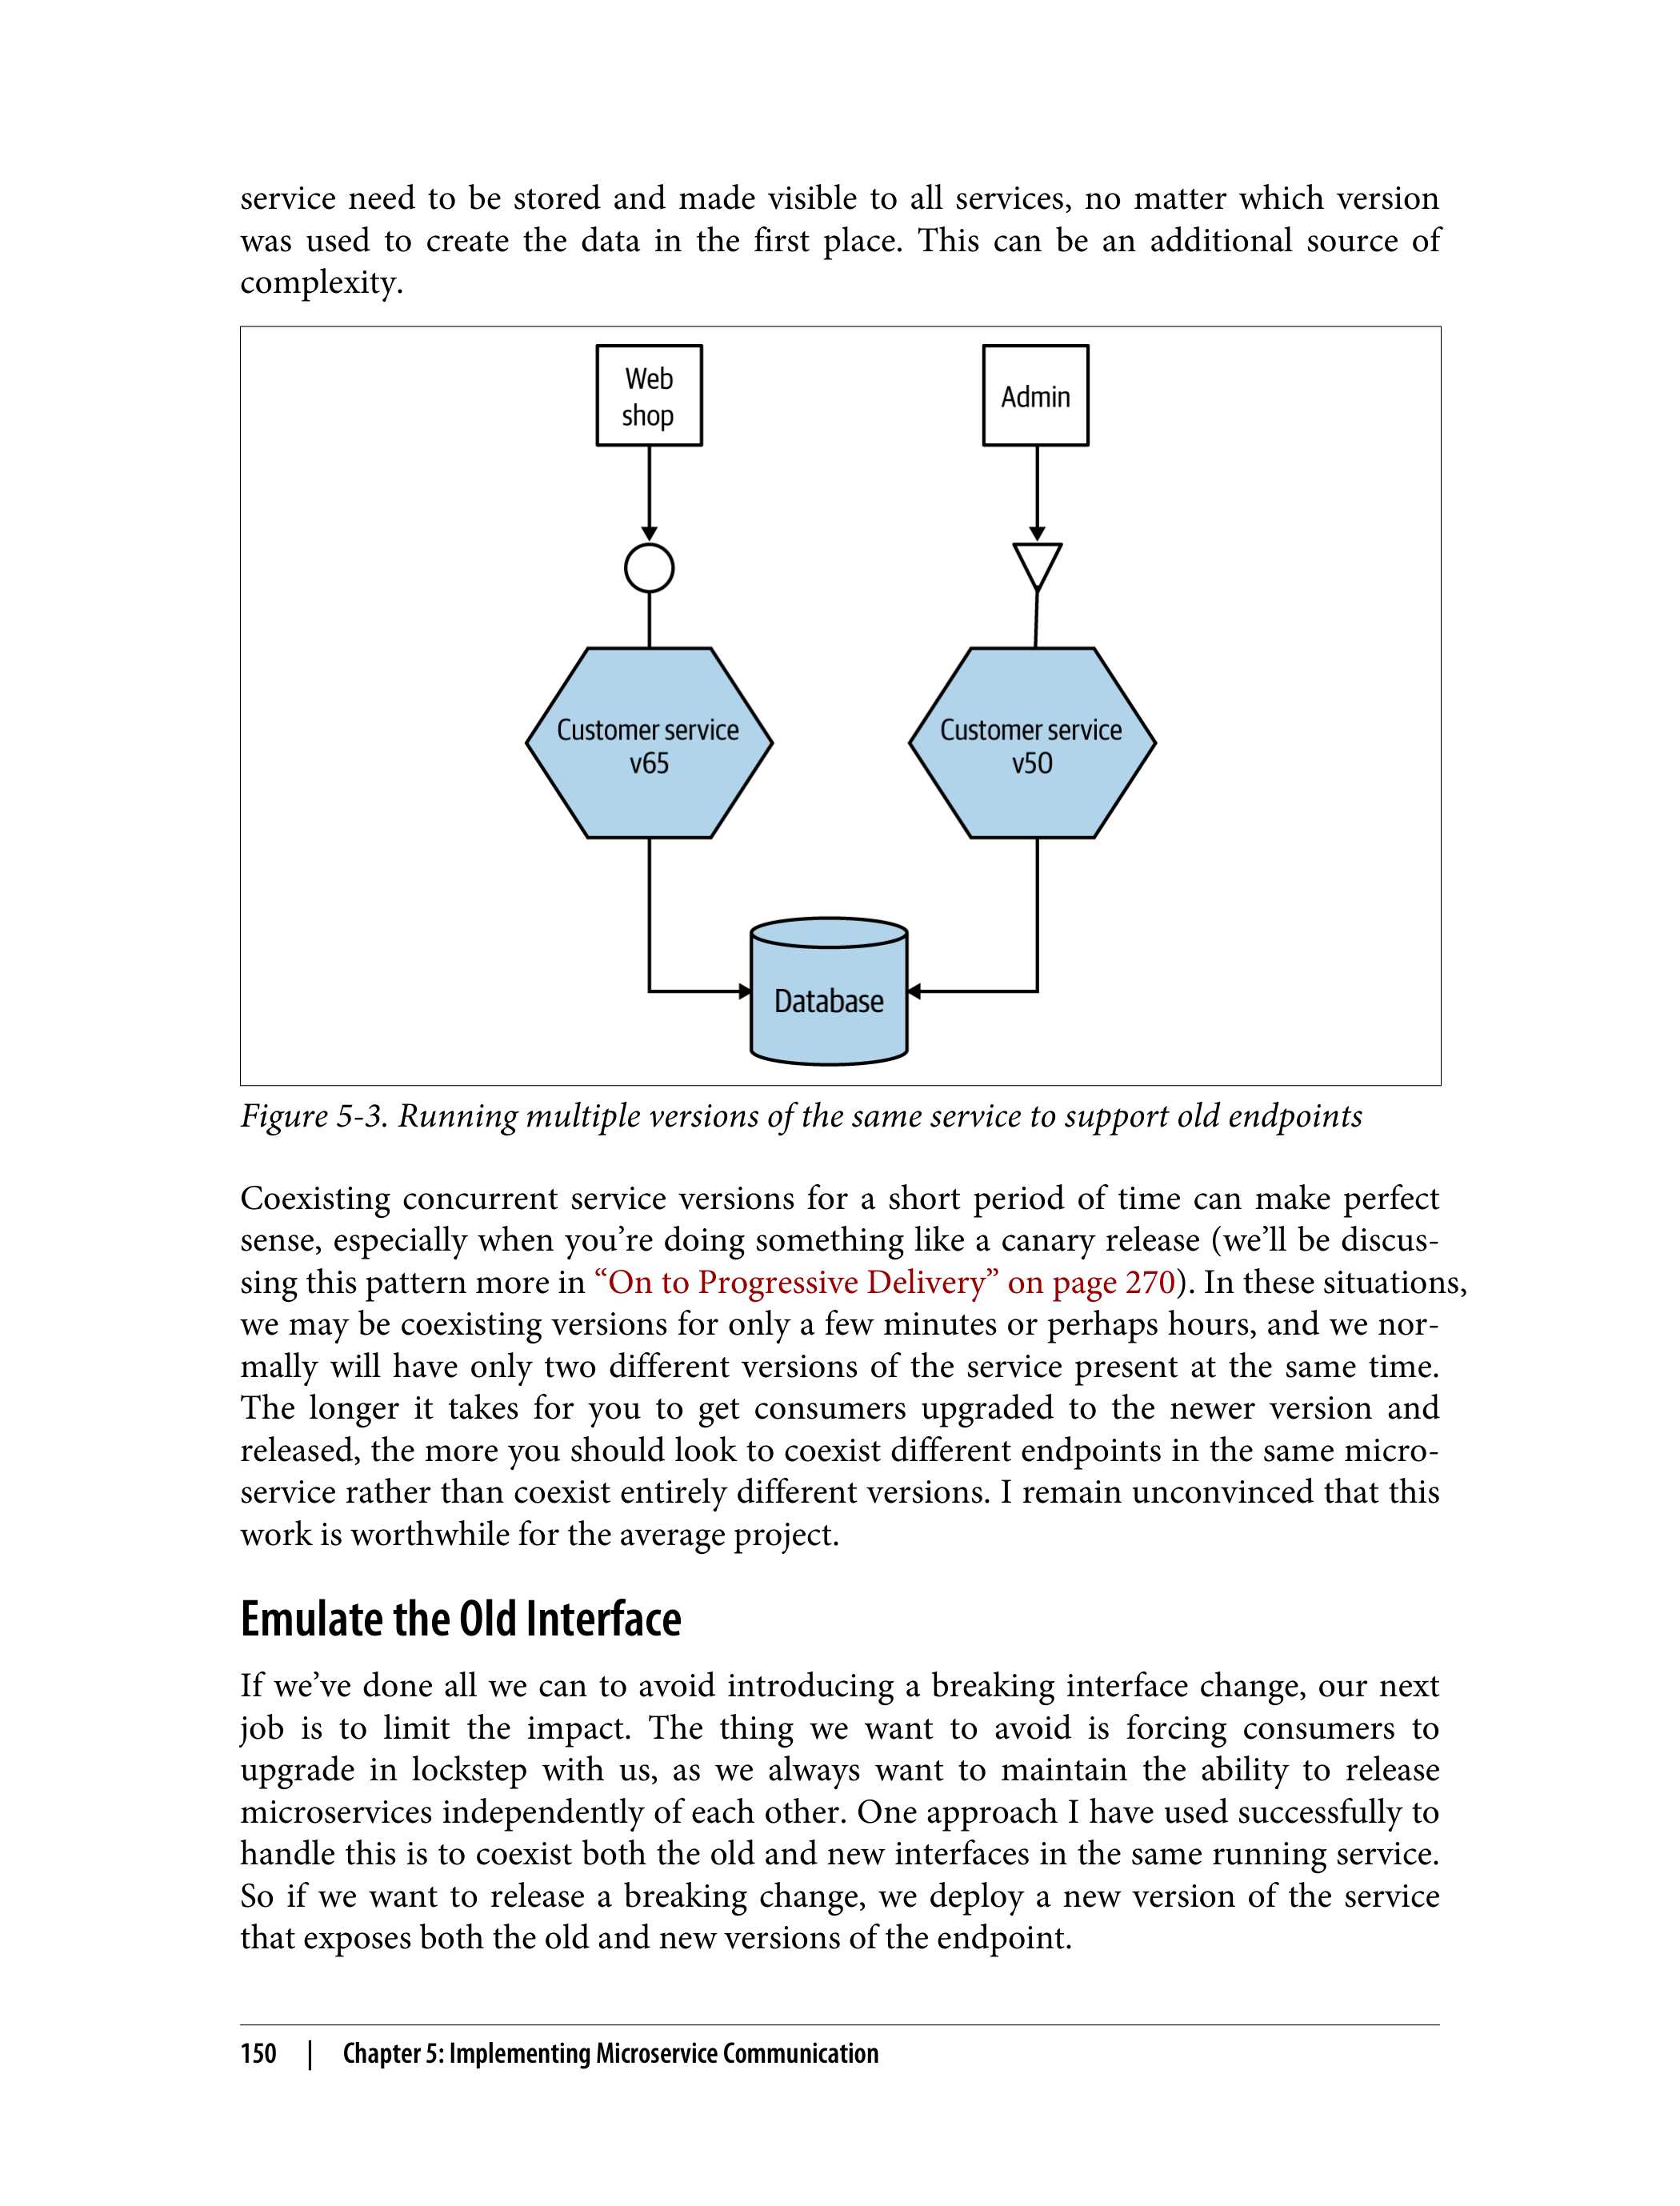 service need to be stored and made visible to all services, no matter which version
was used to create the data in the first place. This can be an additional source of
complexity.
Web
shop
Admin
Customer service
v65
Customer service
v50
Database
Figure 5-3. Running multiple versions of the same service to support old endpoints
Coexisting concurrent service versions for a short period of time can make perfect
sense, especially when you’re doing something like a canary release (we’ll be discus-
sing this pattern more in “On to Progressive Delivery” on page 270). In these situations,
we may be coexisting versions for only a few minutes or perhaps hours, and we nor-
mally will have only two different versions of the service present at the same time.
The longer it takes for you to get consumers upgraded to the newer version and
released, the more you should look to coexist different endpoints in the same micro-
service rather than coexist entirely different versions. I remain unconvinced that this
work is worthwhile for the average project.
Emulate the Old Interface
If we’ve done all we can to avoid introducing a breaking interface change, our next
job is to limit the impact. The thing we want to avoid is forcing consumers to
upgrade in lockstep with us, as we always want to maintain the ability to release
microservices independently of each other. One approach I have used successfully to
handle this is to coexist both the old and new interfaces in the same running service.
So if we want to release a breaking change, we deploy a new version of the service
that exposes both the old and new versions of the endpoint.
150 | Chapter 5: Implementing Microservice Communication